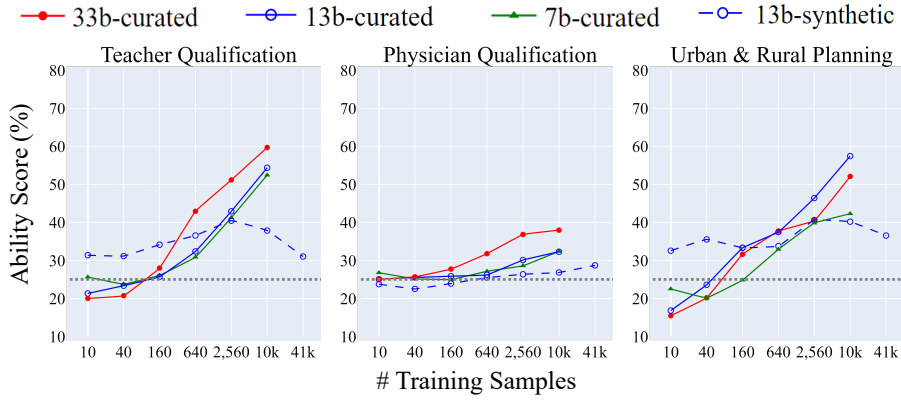 33b-curated 13b-curated 7b-curated 13b-synthetic
Teacher Qualification Physician Qualification Urban & Rural Planning
Ability Score (%)
80 80 80
70 70 70
60 60 60
50 50 50
40 40 40
30 30 30
20 20 20
10 10 10
10 40 160 640 2,560 10k 41k 10 40 160 640 2,560 10k 41k 10 40 160 640 2,560 10k 41k
# Training Samples